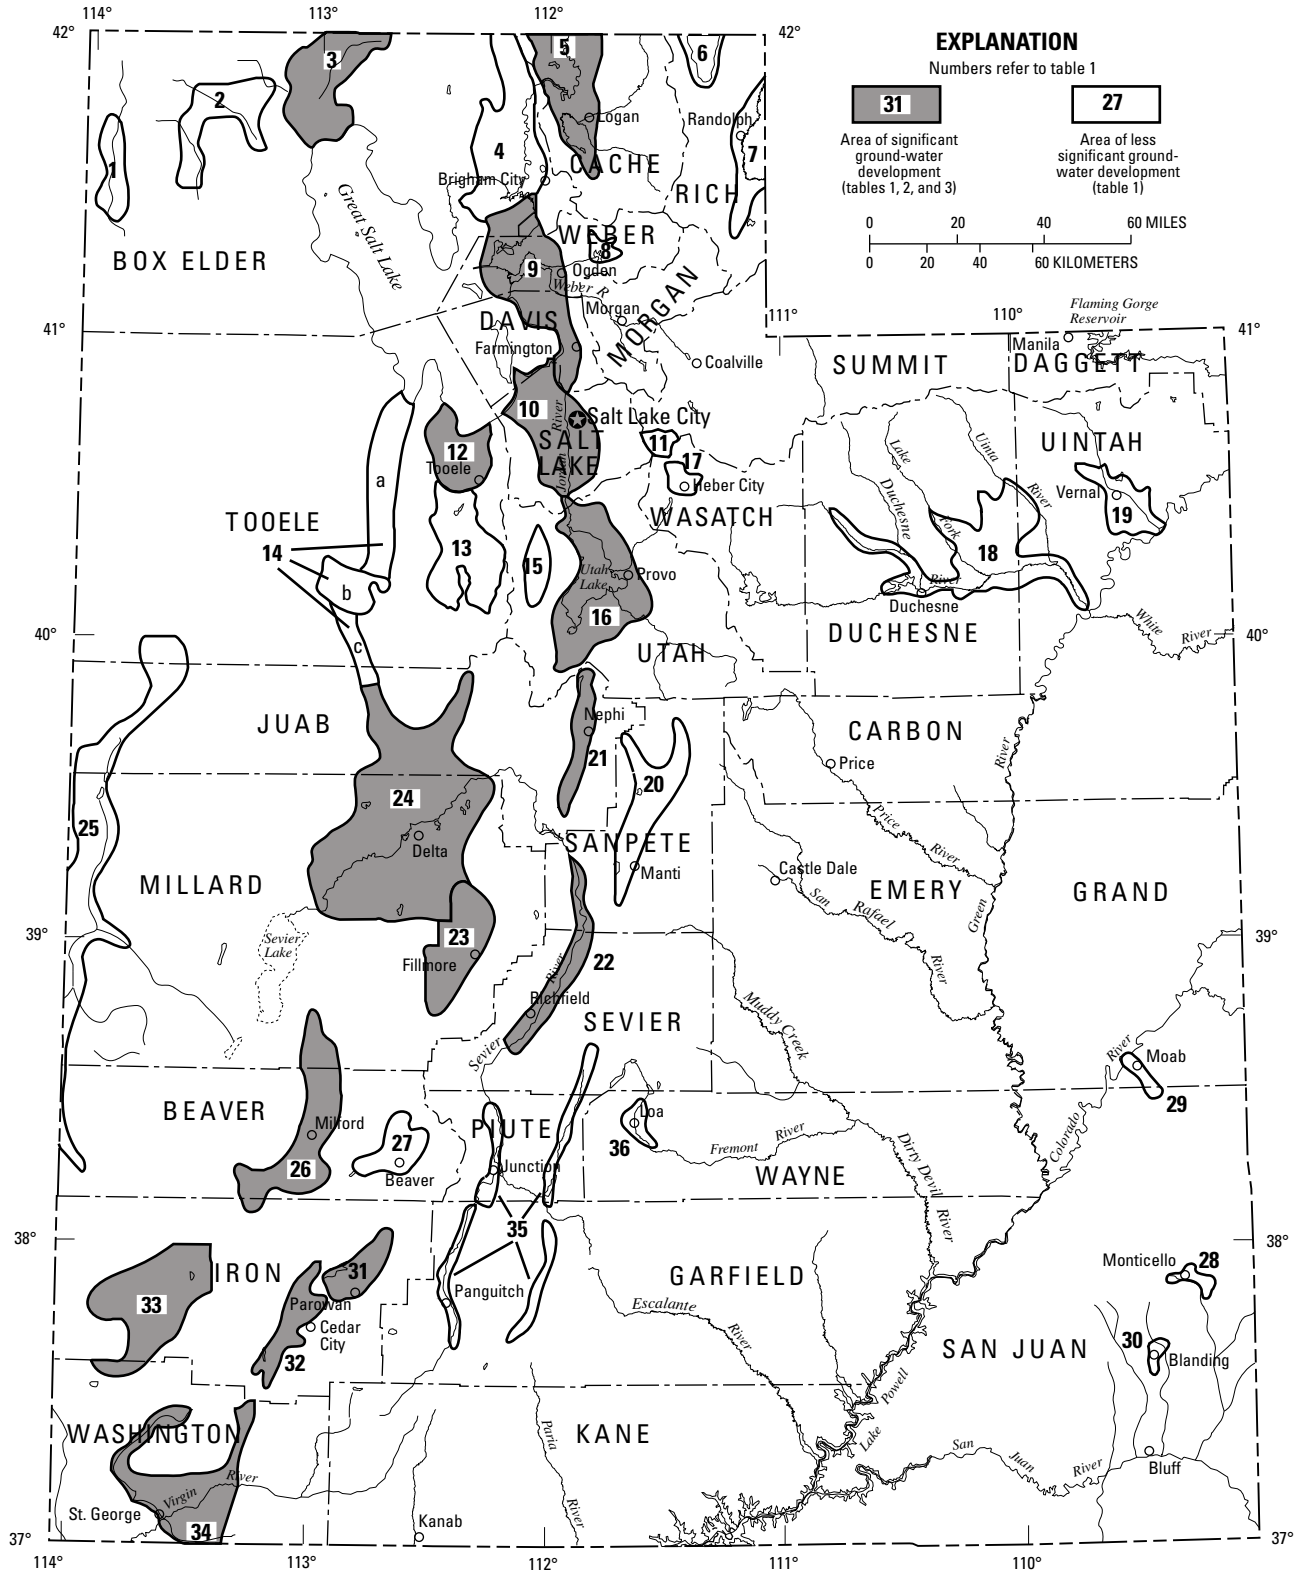 114°
113°
112°
42°
42°
EXPLANATION
Numbers refer to table 1
31
27
Area of significant
ground-water
development
(tables 1, 2, and 3)
Area of less
significant ground-
water development
(table 1)
0 20 40 60 MILES
0 20 40 60 KILOMETERS
3
5
6
2
Logan
Randolph
4
7
1
CACHE
Brigham City
RICH
Great Salt Lake
WEBER
8
BOX ELDER
9
Ogden
Weber R
MORGAN
Morgan
DAVIS
Farmington
Coalville
41°
111°
110°
Flaming Gorge
Reservoir
41°
Manila
SUMMIT
DAGGETT
10
Salt Lake City
Jordan River
SALT
LAKE
11
12
Tooele
17
Heber City
UINTAH
Lake Fork
Uinta River
Vernal
19
a
Duchesne River
WASATCH
TOOELE
14
13
15
18
Utah
Lake
Provo
b
16
Duchesne
DUCHESNE
White River
40°
40°
c
UTAH
JUAB
Nephi
21
CARBON
Price
20
24
25
Price River
Green River
Delta
SANPETE
Manti
Castle Dale
MILLARD
EMERY
GRAND
San Rafael River
39°
39°
Sevier
Lake
23
Fillmore
22
Richfield
Sevier River
SEVIER
Muddy Creek
Colorado River
Moab
29
BEAVER
Milford
27
PIUTE
Loa
36
Fremont River
26
Beaver
Junction
WAYNE
Dirty Devil River
35
38°
38°
IRON
31
Monticello
28
GARFIELD
33
Parowan
Panguitch
Escalante River
Cedar
City
32
30
SAN JUAN
Blanding
Lake Powell
WASHINGTON
KANE
Paria River
San Juan River
Bluff
Virgin River
St. George
34
Kanab
37°
37°
114°
113°
112°
111°
110°